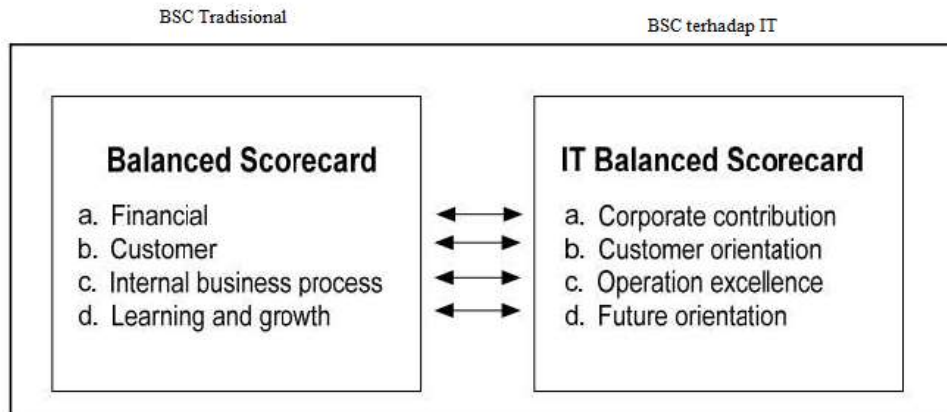 BSC Tradisional
BSC terhadap IT
Balanced Scorecard
a. Financial
b. Customer
c. Internal business process
d. Learning and growth
IT Balanced Scorecard
a. Corporate contribution
b. Customer orientation
c. Operation excellence
d. Future orientation